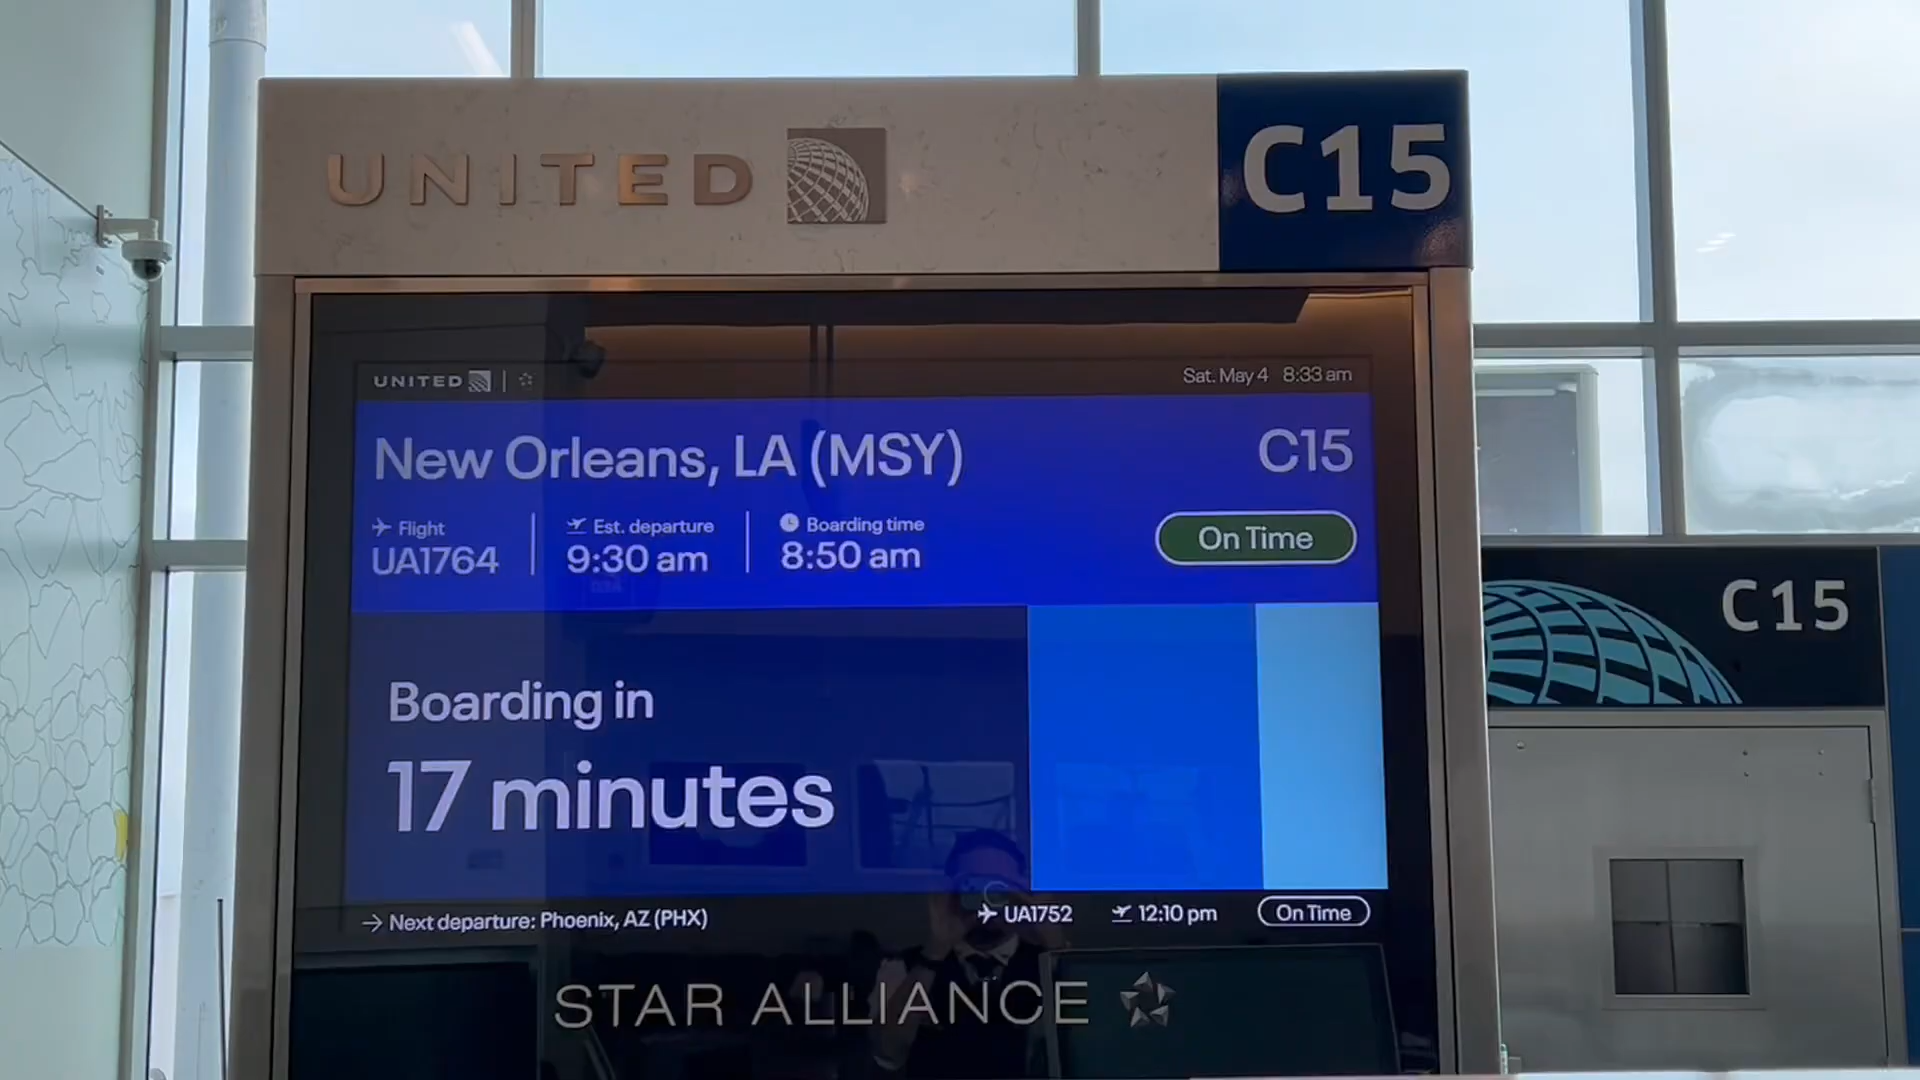 UNITED
C15
UNITED
Sat. May 4 8:33 am
New Orleans, LA (MSY)
C15
Flight
UA1764
Est. departure
9:30 am
Boarding time
8:50 am
On Time
C15
Boarding in
17 minutes
Next departure: Phoenix, AZ (PHX)
UA1752
12:10 pm
On Time
STAR ALLIANCE